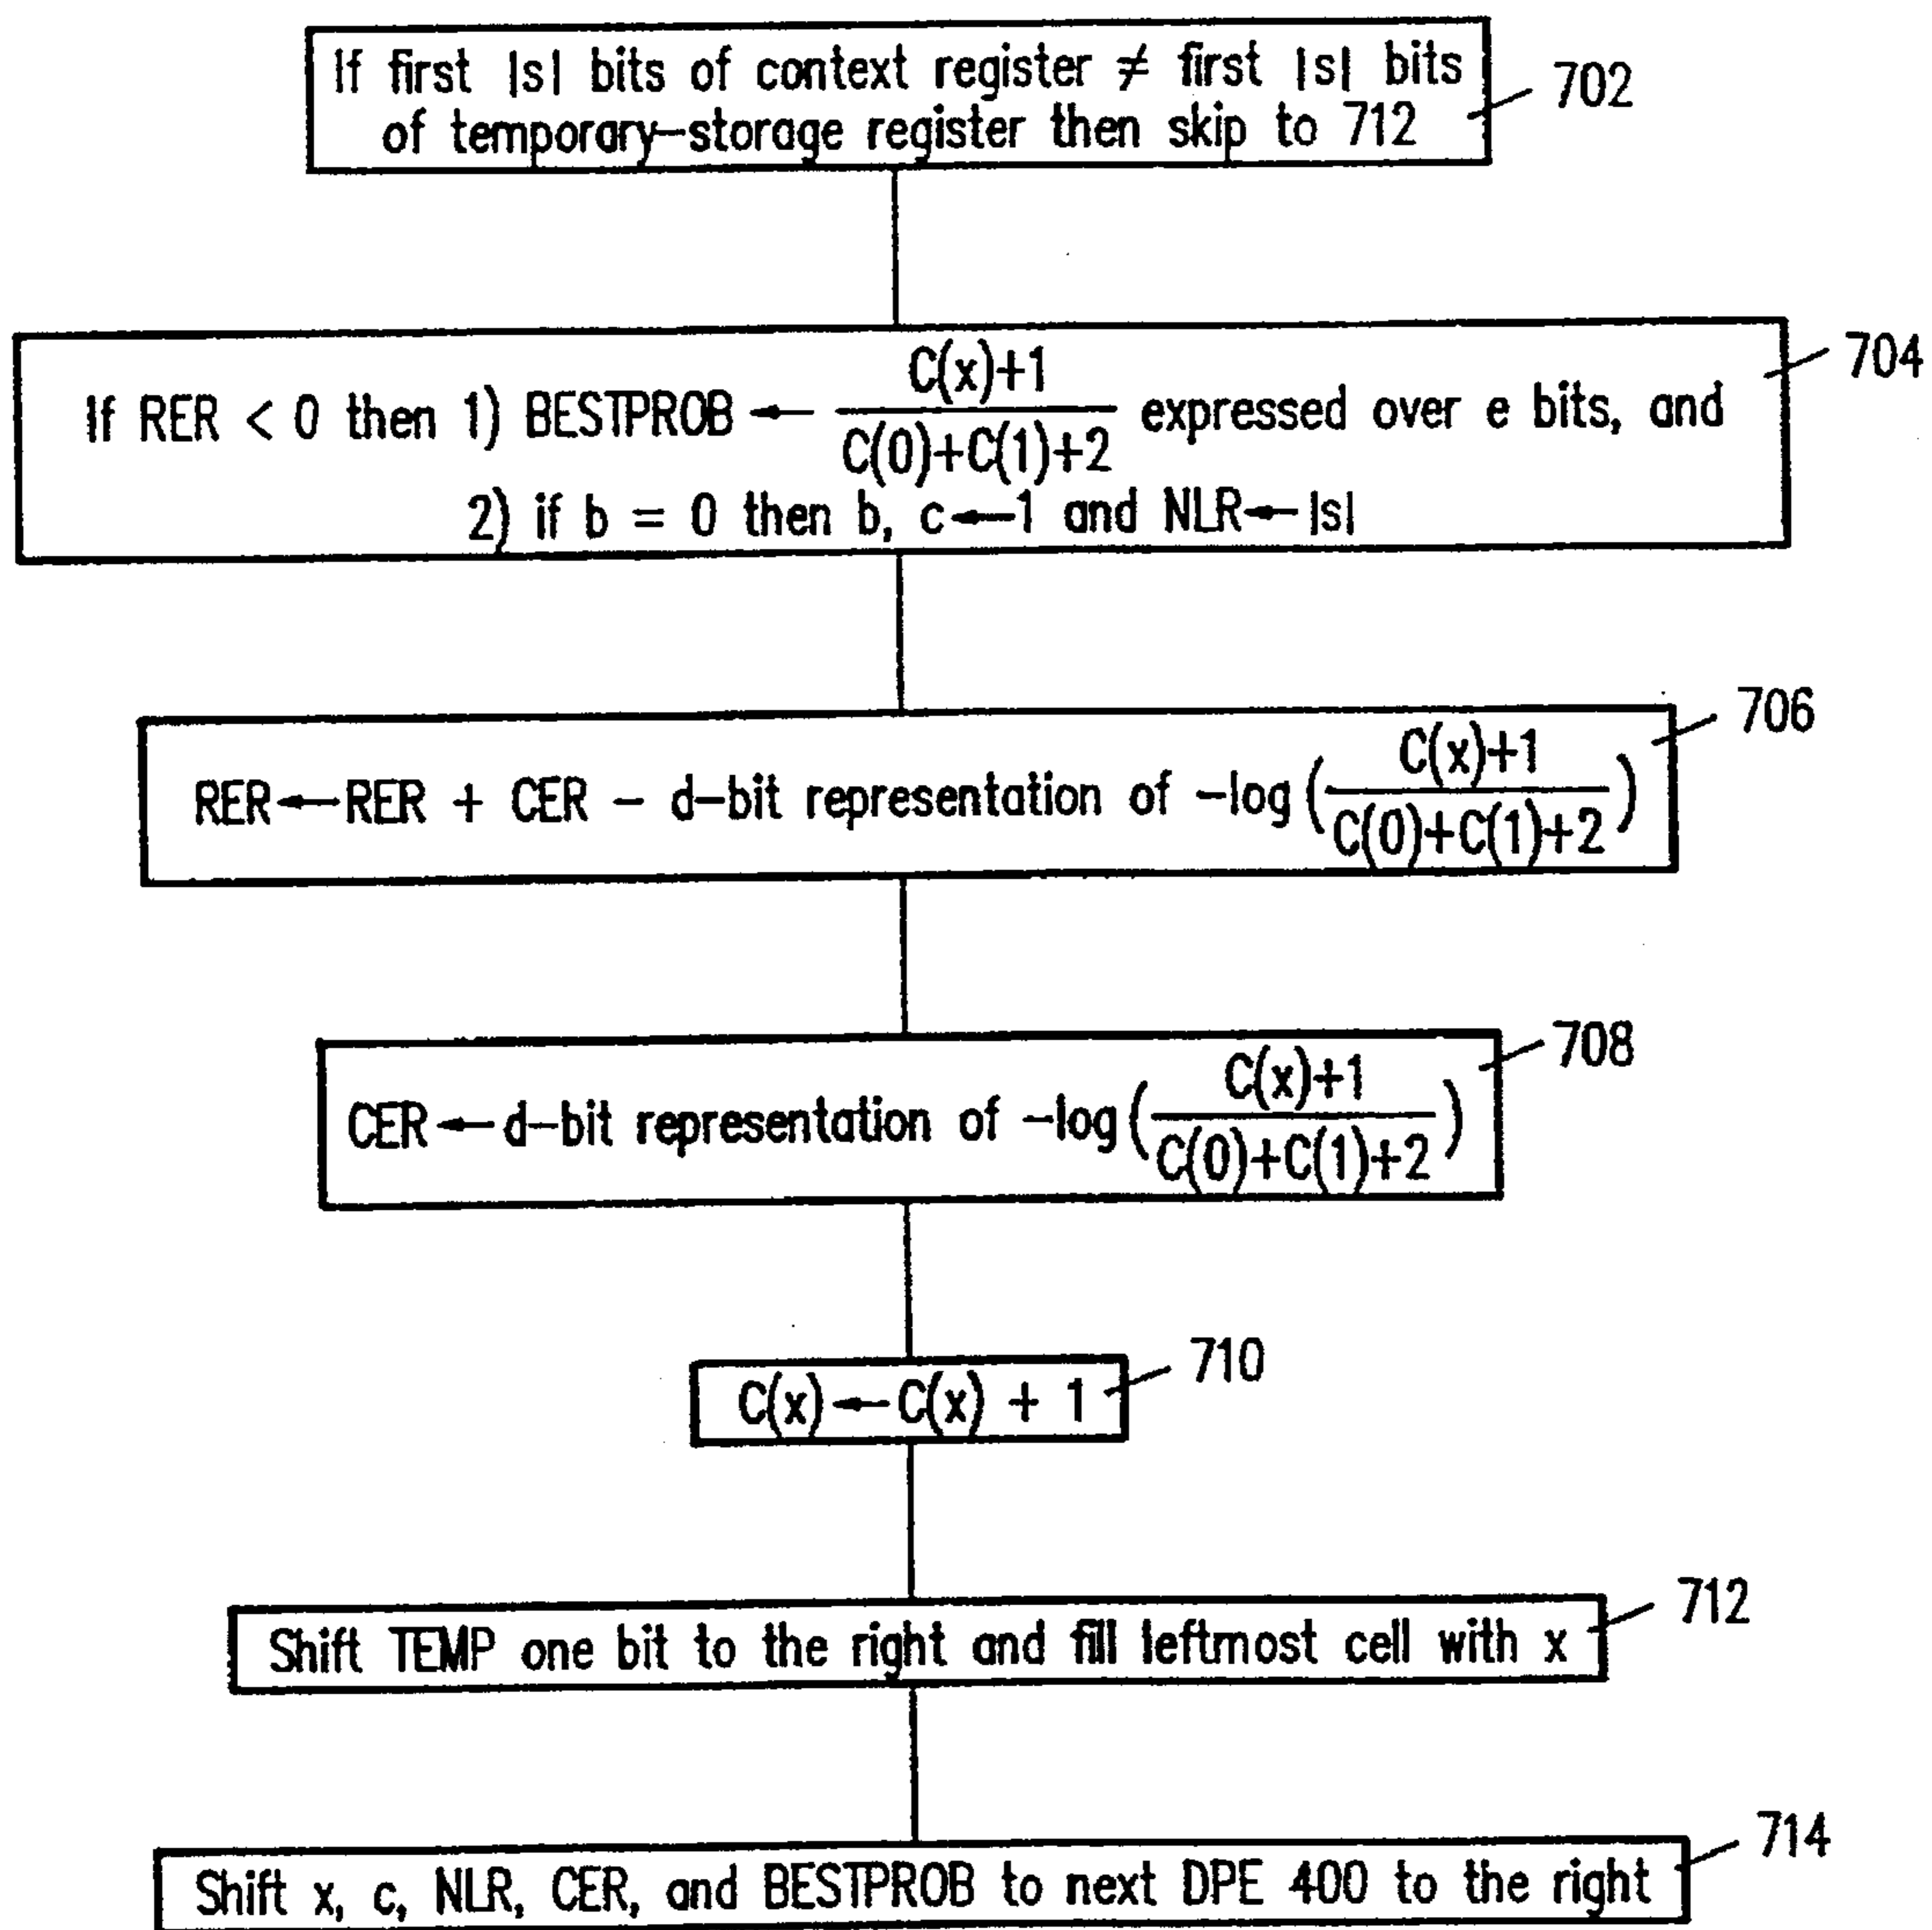 If first |s| bits of context register ≠ first |s| bits
of temporary-storage register then skip to 712
702
If RER < 0 then 1) BESTPROB ← C(x)+1 / C(0)+C(1)+2 expressed over e bits, and
2) if b = 0 then b, c ← 1 and NLR ← |s|
704
RER ← RER + CER – d-bit representation of -log ( C(x)+1 / C(0)+C(1)+2 )
706
CER ← d-bit representation of -log ( C(x)+1 / C(0)+C(1)+2 )
708
C(x) ← C(x) + 1
710
Shift TEMP one bit to the right and fill leftmost cell with x
712
Shift x, c, NLR, CER, and BESTPROB to next DPE 400 to the right
714